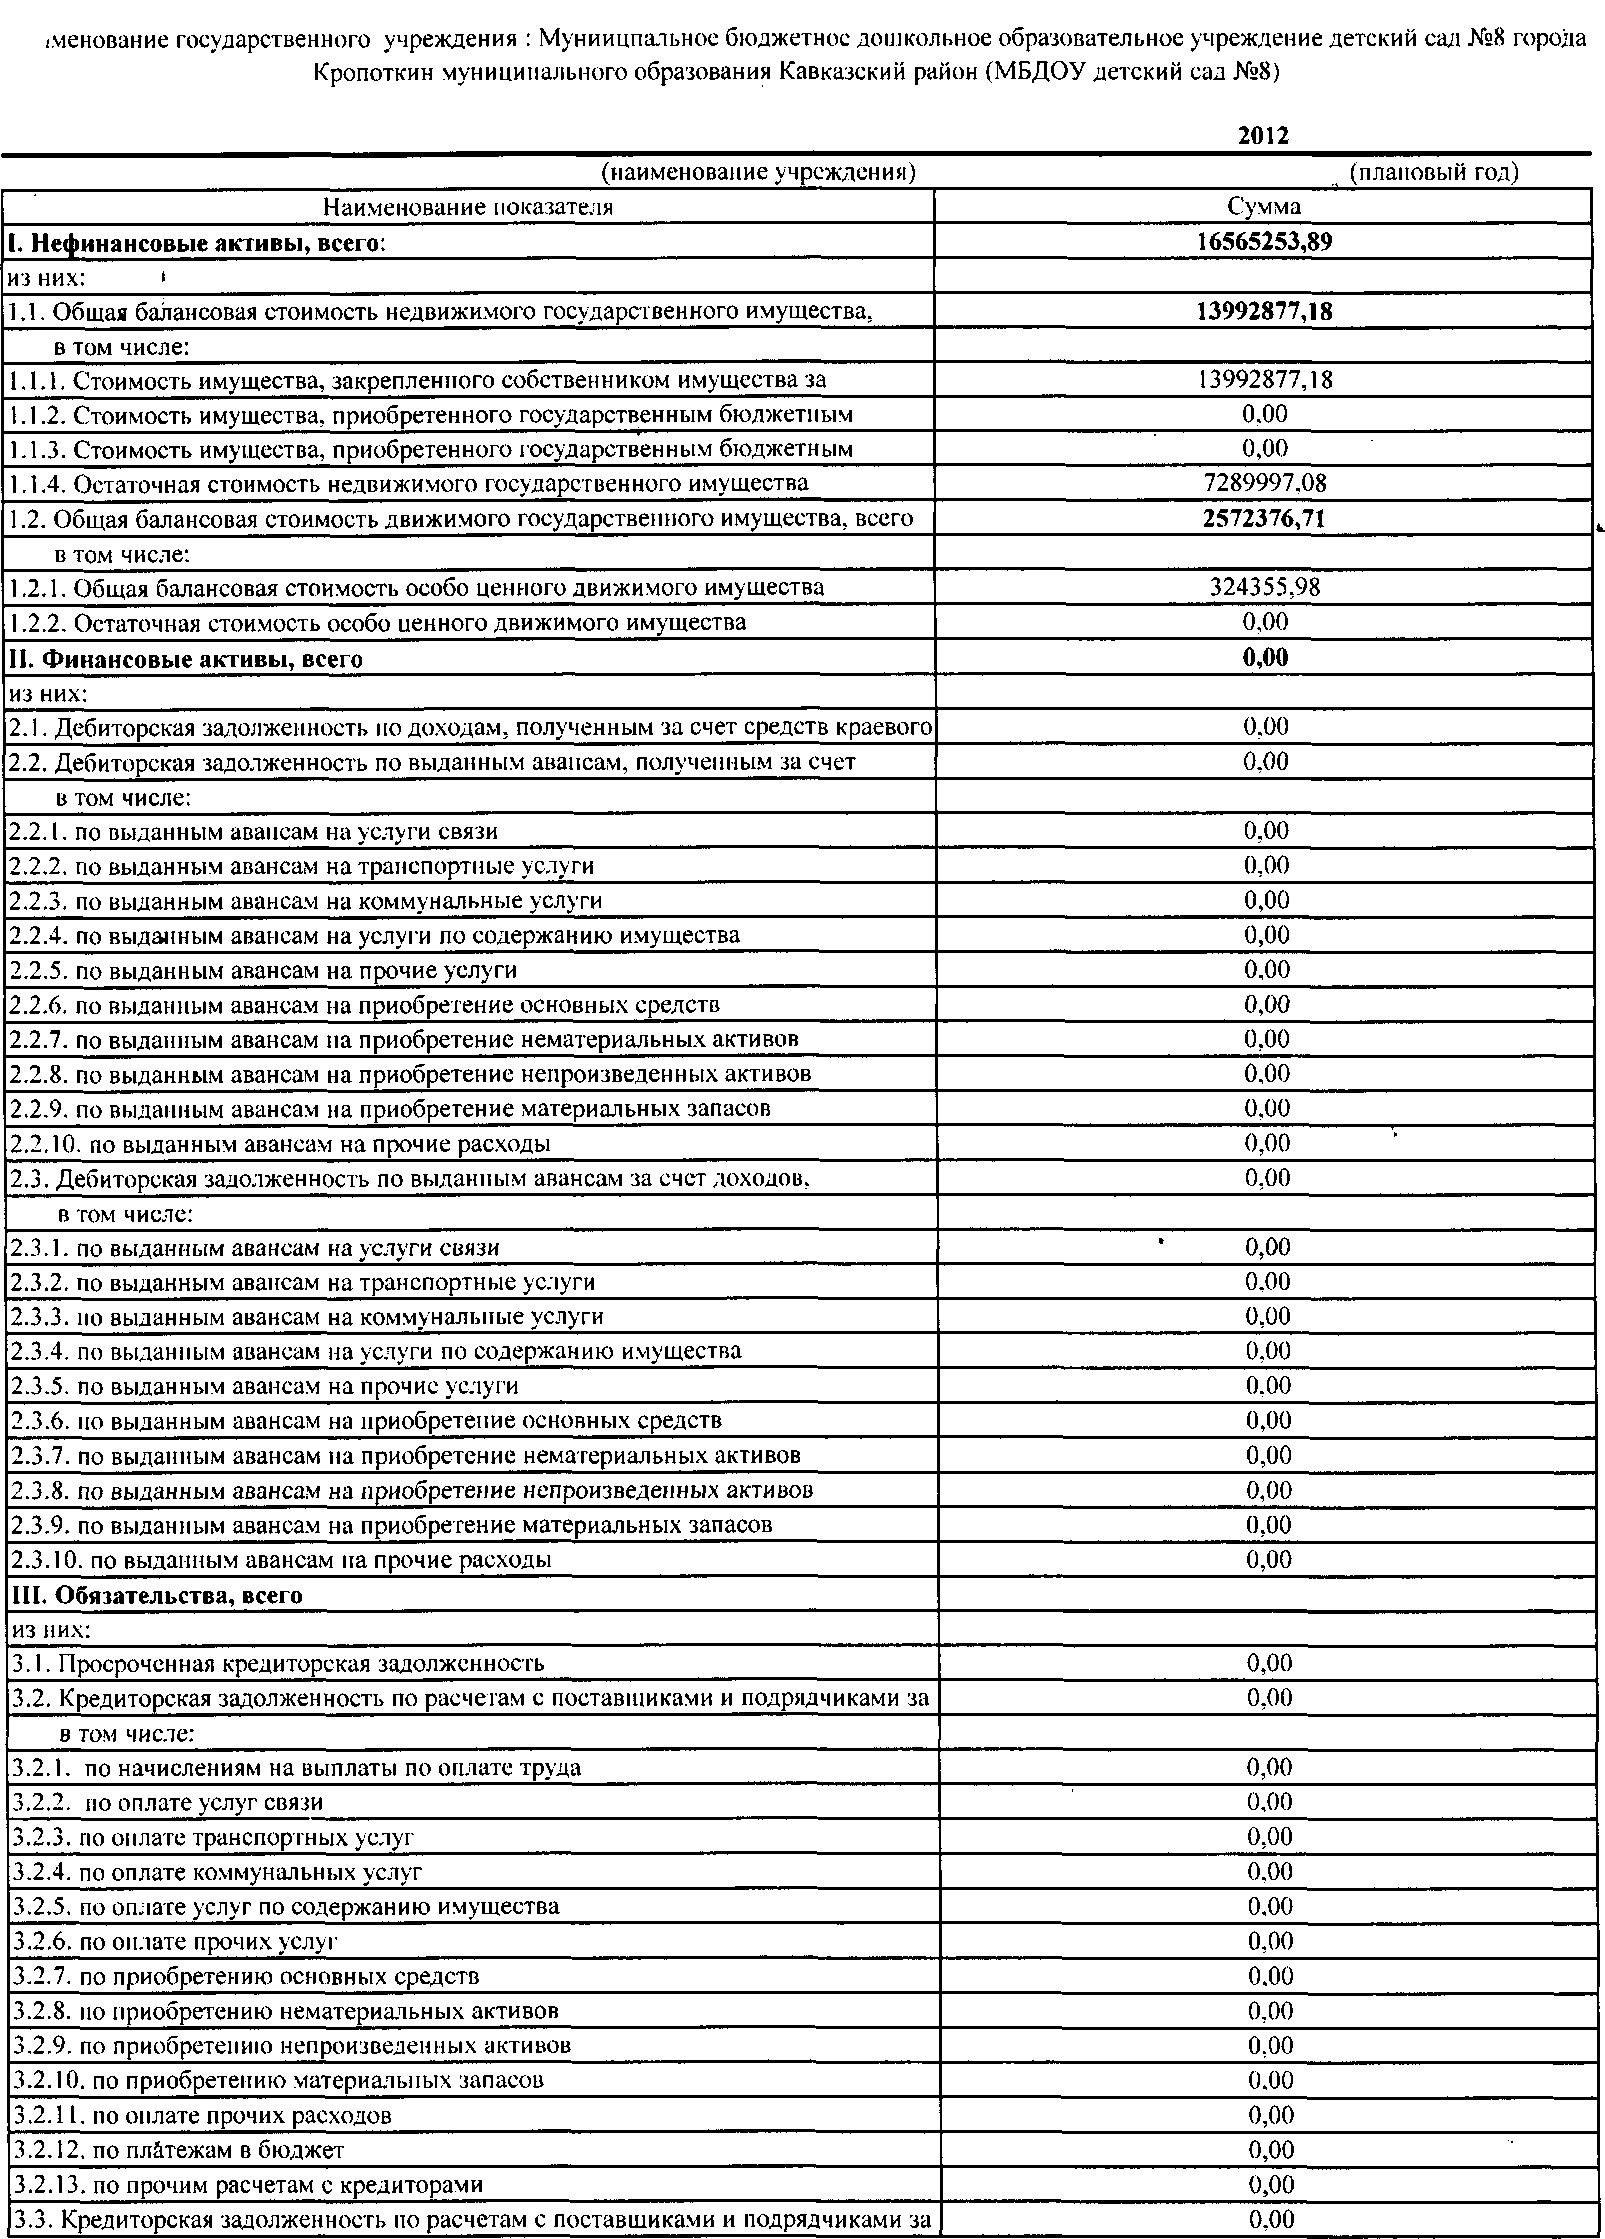 менование государственного учреждения : Муниицпальное бюджетное дошкольное образовательное учреждение детский сад №8 города
Кропоткин муниципального образования Кавказский район (МБДОУ детский сад №8)
2012
(наименование учреждения) (плановый год)
Наименование показателя Сумма
I. Нефинансовые активы, всего: 16565253,89
из них:
1.1. Общая балансовая стоимость недвижимого государственного имущества, 13992877,18
в том числе:
1.1.1. Стоимость имущества, закрепленного собственником имущества за 13992877,18
1.1.2. Стоимость имущества, приобретенного государственным бюджетным 0,00
1.1.3. Стоимость имущества, приобретенного государственным бюджетным 0,00
1.1.4. Остаточная стоимость недвижимого государственного имущества 7289997,08
1.2. Общая балансовая стоимость движимого государственного имущества, всего 2572376,71
в том числе:
1.2.1. Общая балансовая стоимость особо ценного движимого имущества 324355,98
1.2.2. Остаточная стоимость особо ценного движимого имущества 0,00
II. Финансовые активы, всего 0,00
из них:
2.1. Дебиторская задолженность по доходам, полученным за счет средств краевого 0,00
2.2. Дебиторская задолженность по выданным авансам, полученным за счет 0,00
в том числе:
2.2.1. по выданным авансам на услуги связи 0,00
2.2.2. по выданным авансам на транспортные услуги 0,00
2.2.3. по выданным авансам на коммунальные услуги 0,00
2.2.4. по выданным авансам на услуги по содержанию имущества 0,00
2.2.5. по выданным авансам на прочие услуги 0,00
2.2.6. по выданным авансам на приобретение основных средств 0,00
2.2.7. по выданным авансам на приобретение нематериальных активов 0,00
2.2.8. по выданным авансам на приобретение непроизведенных активов 0,00
2.2.9. по выданным авансам на приобретение материальных запасов 0,00
2.2.10. по выданным авансам на прочие расходы 0,00
2.3. Дебиторская задолженность по выданным авансам за счет доходов, 0,00
в том числе:
2.3.1. по выданным авансам на услуги связи 0,00
2.3.2. по выданным авансам на транспортные услуги 0,00
2.3.3. по выданным авансам на коммунальные услуги 0,00
2.3.4. по выданным авансам на услуги по содержанию имущества 0,00
2.3.5. по выданным авансам на прочие услуги 0,00
2.3.6. по выданным авансам на приобретение основных средств 0,00
2.3.7. по выданным авансам на приобретение нематериальных активов 0,00
2.3.8. по выданным авансам на приобретение непроизведенных активов 0,00
2.3.9. по выданным авансам на приобретение материальных запасов 0,00
2.3.10. по выданным авансам на прочие расходы 0,00
III. Обязательства, всего
из них:
3.1. Просроченная кредиторская задолженность 0,00
3.2. Кредиторская задолженность по расчетам с поставщиками и подрядчиками за 0,00
в том числе:
3.2.1. по начислениям на выплаты по оплате труда 0,00
3.2.2. по оплате услуг связи 0,00
3.2.3. по оплате транспортных услуг 0,00
3.2.4. по оплате коммунальных услуг 0,00
3.2.5. по оплате услуг по содержанию имущества 0,00
3.2.6. по оплате прочих услуг 0,00
3.2.7. по приобретению основных средств 0,00
3.2.8. по приобретению нематериальных активов 0,00
3.2.9. по приобретению непроизведенных активов 0,00
3.2.10. по приобретению материальных запасов 0,00
3.2.11. по оплате прочих расходов 0,00
3.2.12. по платежам в бюджет 0,00
3.2.13. по прочим расчетам с кредиторами 0,00
3.3. Кредиторская задолженность по расчетам с поставщиками и подрядчиками за 0,00